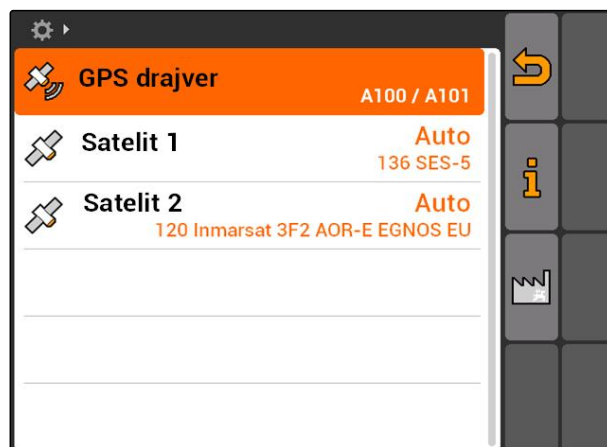 GPS drajver
A100 / A101
Satelit 1
Auto
136 SES-5
Satelit 2
Auto
120 Inmarsat 3F2 AOR-E EGNOS EU